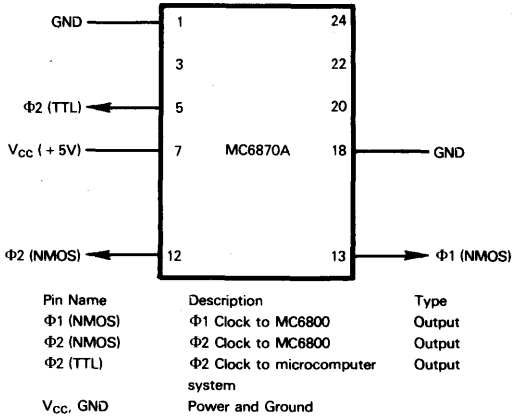 GND 1 24
3 22
Φ2 (TTL) 5 20
VCC (+5V) 7 MC6870A 18 GND
Φ2 (NMOS) 12 13 Φ1 (NMOS)
Pin Name Description Type
Φ1 (NMOS) Φ1 Clock to MC6800 Output
Φ2 (NMOS) Φ2 Clock to MC6800 Output
Φ2 (TTL) Φ2 Clock to microcomputer Output
system
VCC, GND Power and Ground